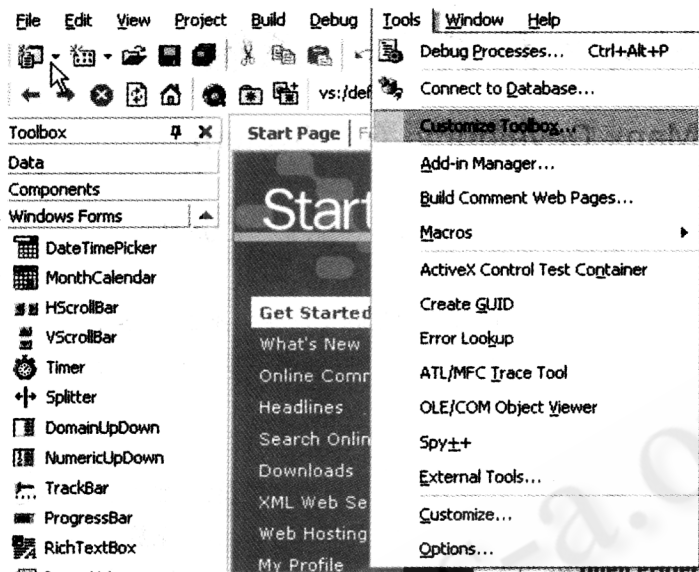 File Edit View Project Build Debug Tools Window Help
Debug Processes... Ctrl+Alt+P
vs:/def
Connect to Database...
Toolbox
Start Page
Customize Toolbox...
Data
Add-in Manager...
Components
Build Comment Web Pages...
Windows Forms
Start
Macros
DateTimePicker
MonthCalendar
ActiveX Control Test Container
HScrollBar
Get Started
Create GUID
VScrollBar
What's New
Error Lookup
Timer
Online Comm
ATL/MFC Trace Tool
Splitter
Headlines
OLE/COM Object Viewer
DomainUpDown
Search Onlin
Spy++
NumericUpDown
Downloads
External Tools...
TrackBar
XML Web Se
ProgressBar
Customize...
Web Hosting
RichTextBox
Options...
My Profile